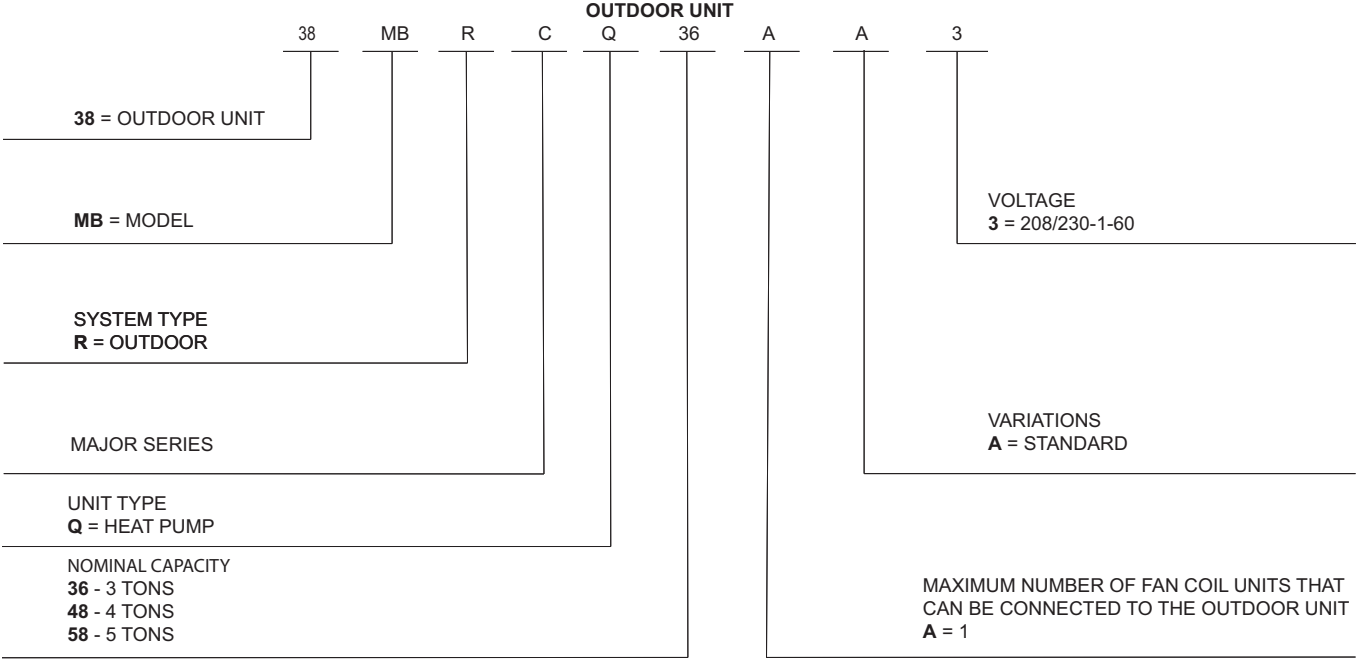 OUTDOOR UNIT
38 MB R C Q 36 A A 3
38 = OUTDOOR UNIT
MB = MODEL
SYSTEM TYPE
R = OUTDOOR
MAJOR SERIES
UNIT TYPE
Q = HEAT PUMP
NOMINAL CAPACITY
36 - 3 TONS
48 - 4 TONS
58 - 5 TONS
VOLTAGE
3 = 208/230-1-60
VARIATIONS
A = STANDARD
MAXIMUM NUMBER OF FAN COIL UNITS THAT
CAN BE CONNECTED TO THE OUTDOOR UNIT
A = 1